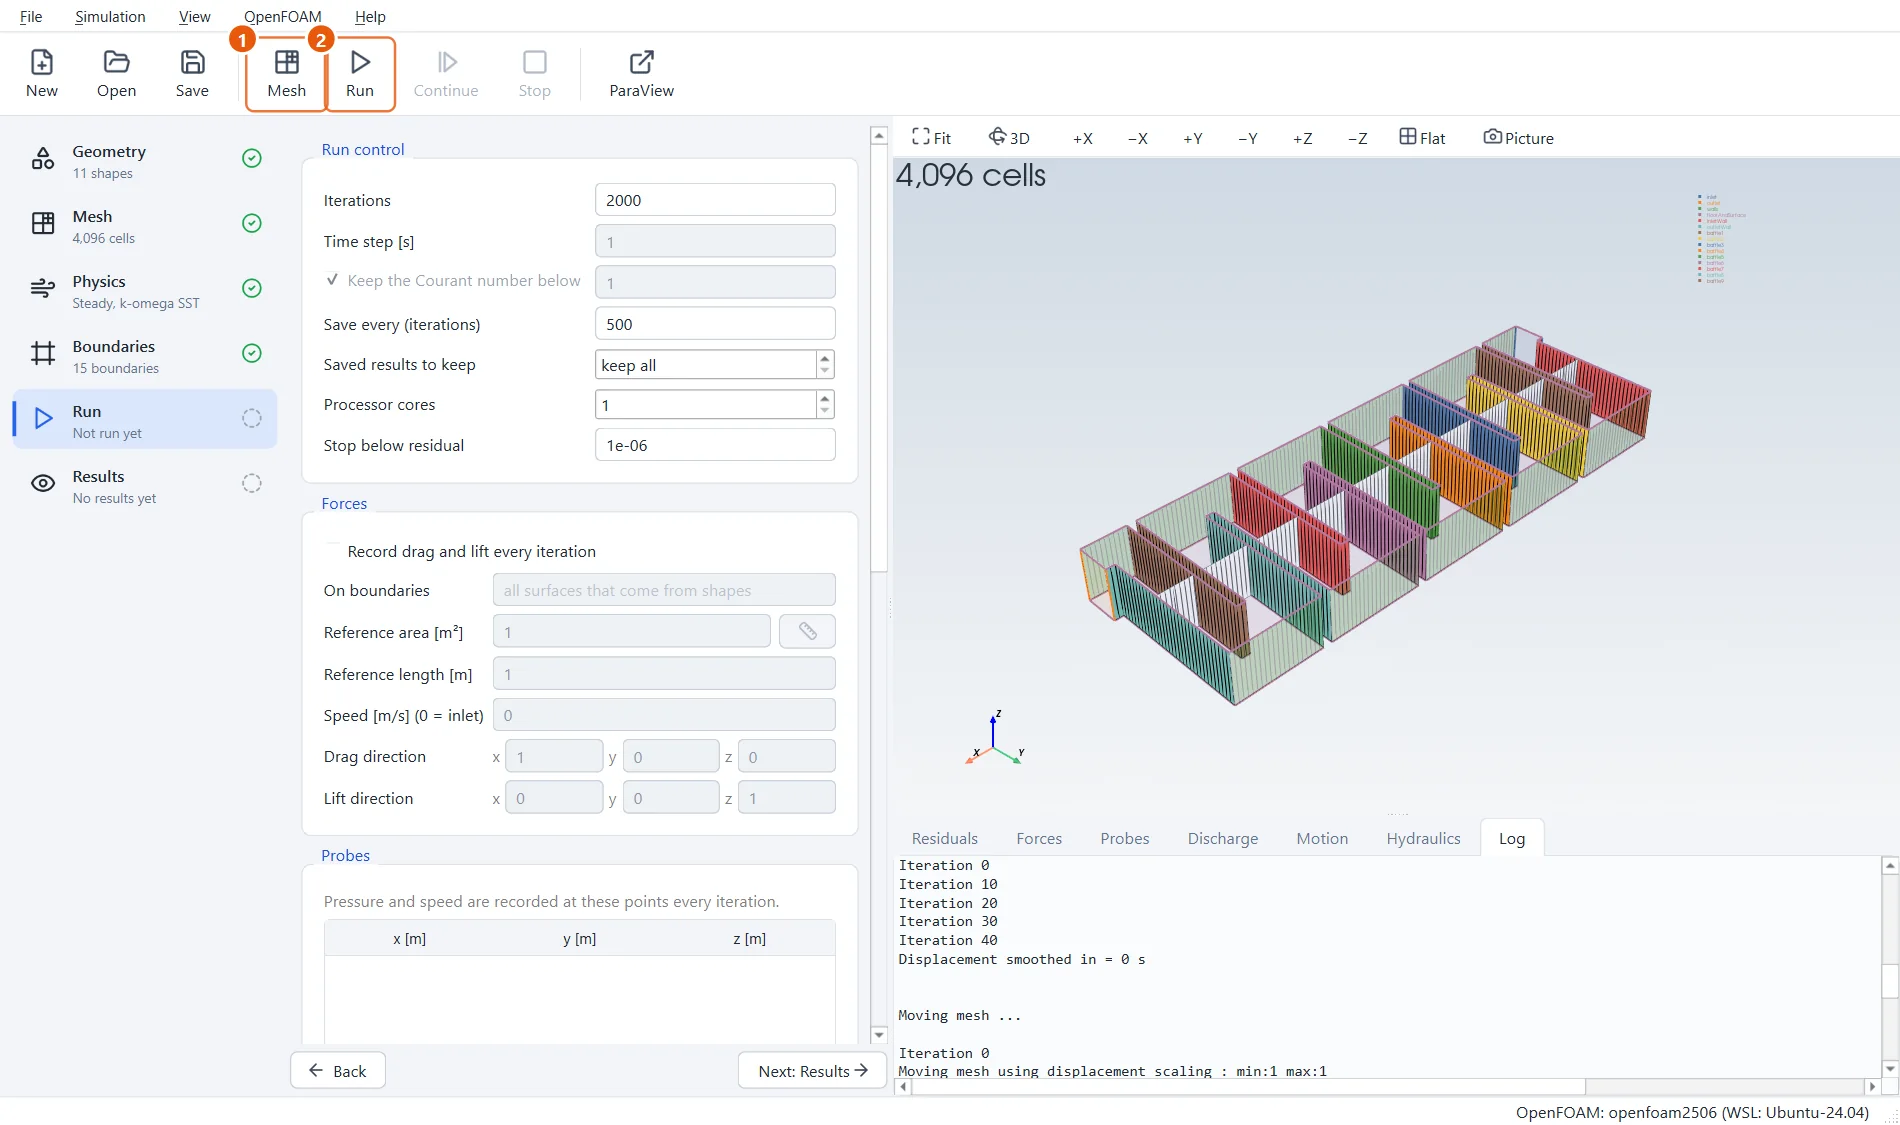 File Simulation View OpenFOAM Help
1 2
New Open Save Mesh Run Continue Stop ParaView
Geometry
11 shapes
Mesh
4,096 cells
Physics
Steady, k-omega SST
Boundaries
15 boundaries
Run
Not run yet
Results
No results yet
Run control
Iterations 2000
Time step [s] 1
Keep the Courant number below 1
Save every (iterations) 500
Saved results to keep keep all
Processor cores 1
Stop below residual 1e-06
Forces
Record drag and lift every iteration
On boundaries all surfaces that come from shapes
Reference area [m²] 1
Reference length [m] 1
Speed [m/s] (0 = inlet) 0
Drag direction x 1 y 0 z 0
Lift direction x 0 y 0 z 1
Probes
Pressure and speed are recorded at these points every iteration.
x [m] y [m] z [m]
Back Next: Results
Fit 3D +X −X +Y −Y +Z −Z Flat Picture
4,096 cells
Z
X Y
Residuals Forces Probes Discharge Motion Hydraulics Log
Iteration 0
Iteration 10
Iteration 20
Iteration 30
Iteration 40
Displacement smoothed in = 0 s
Moving mesh ...
Iteration 0
Moving mesh using displacement scaling : min:1 max:1
OpenFOAM: openfoam2506 (WSL: Ubuntu-24.04)